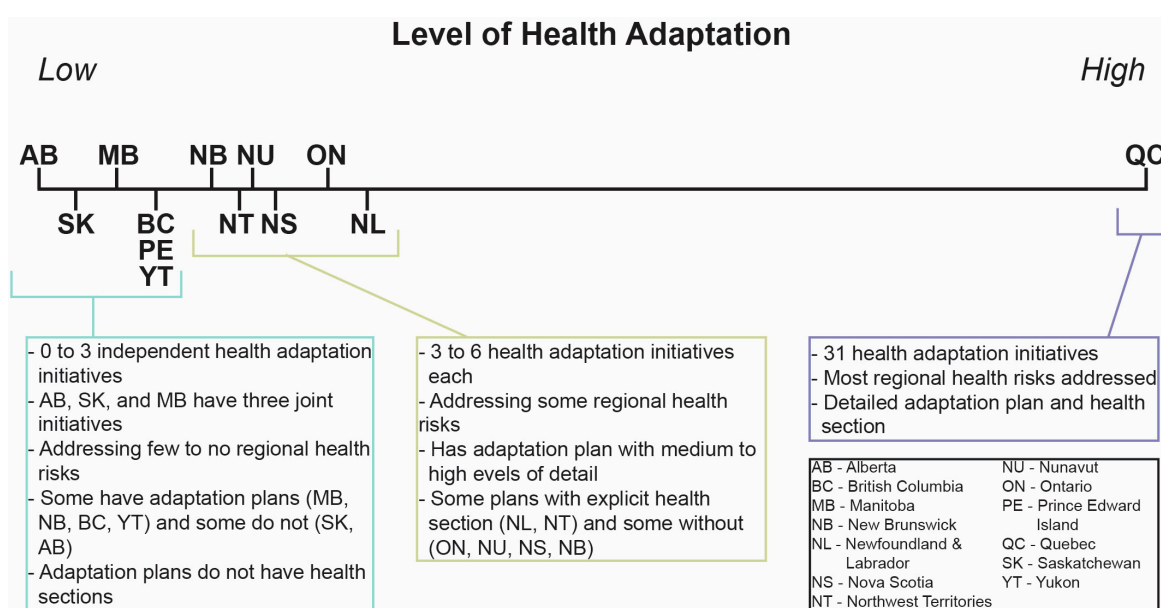 Level of Health Adaptation
Low
High
AB MB NB NU ON QC
SK BC NT NS NL
PE
YT
- 0 to 3 independent health adaptation
initiatives
- AB, SK, and MB have three joint
initiatives
- Addressing few to no regional health
risks
- Some have adaptation plans (MB,
NB, BC, YT) and some do not (SK,
AB)
- Adaptation plans do not have health
sections
- 3 to 6 health adaptation initiatives
each
- Addressing some regional health
risks
- Has adaptation plan with medium to
high evels of detail
- Some plans with explicit health
section (NL, NT) and some without
(ON, NU, NS, NB)
- 31 health adaptation initiatives
- Most regional health risks addressed
- Detailed adaptation plan and health
section
AB - Alberta
BC - British Columbia
MB - Manitoba
NB - New Brunswick
NL - Newfoundland &
Labrador
NS - Nova Scotia
NT - Northwest Territories
NU - Nunavut
ON - Ontario
PE - Prince Edward
Island
QC - Quebec
SK - Saskatchewan
YT - Yukon